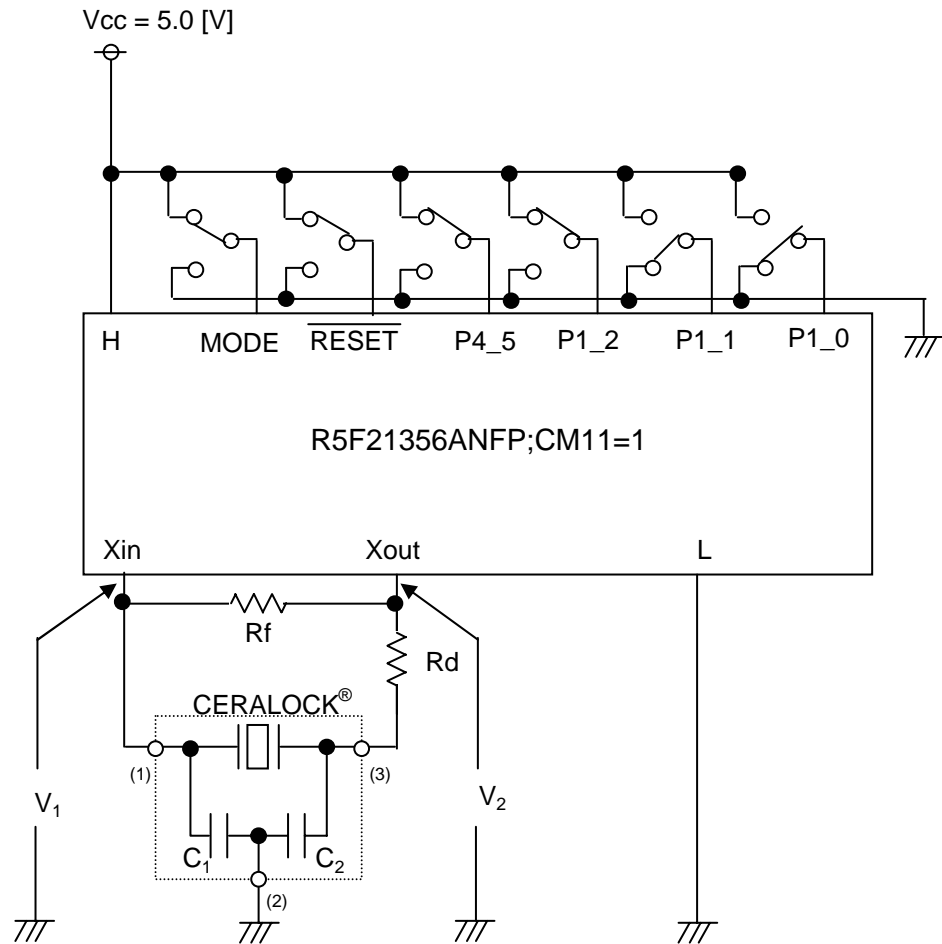 Vcc = 5.0 [V]
H MODE RESET P4_5 P1_2 P1_1 P1_0
R5F21356ANFP;CM11=1
Xin Xout L
Rf
Rd
CERALOCK®
(1) (3)
V1 V2
C1 C2
(2)